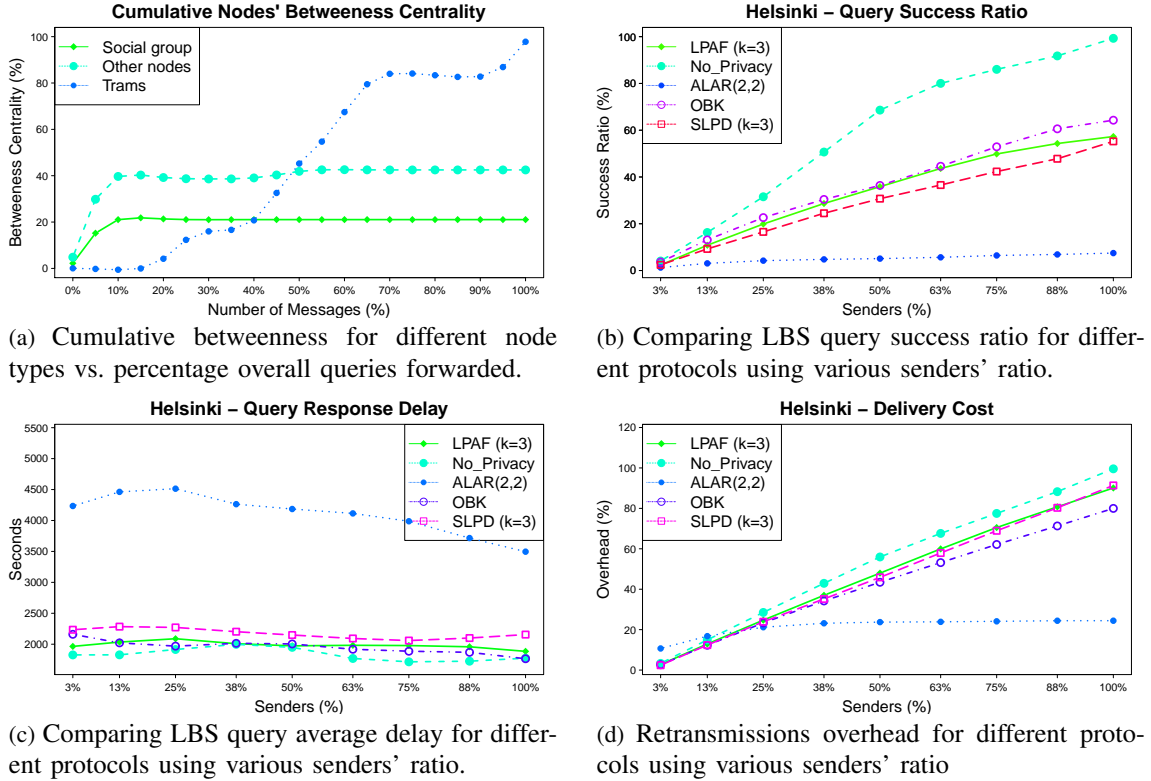 Cumulative Nodes' Betweeness Centrality
Betweeness Centrality (%)
100
80
60
40
20
0
Social group
Other nodes
Trams
0% 10% 20% 30% 40% 50% 60% 70% 80% 90% 100%
Number of Messages (%)
(a) Cumulative betweenness for different node
types vs. percentage overall queries forwarded.
Helsinki – Query Success Ratio
Success Ratio (%)
100
80
60
40
20
0
LPAF (k=3)
No_Privacy
ALAR(2,2)
OBK
SLPD (k=3)
3% 13% 25% 38% 50% 63% 75% 88% 100%
Senders (%)
(b) Comparing LBS query success ratio for differ-
ent protocols using various senders' ratio.
Helsinki – Query Response Delay
Seconds
5500
5000
4500
4000
3500
3000
2500
2000
LPAF (k=3)
No_Privacy
ALAR(2,2)
OBK
SLPD (k=3)
3% 13% 25% 38% 50% 63% 75% 88% 100%
Senders (%)
(c) Comparing LBS query average delay for differ-
ent protocols using various senders' ratio.
Helsinki – Delivery Cost
Overhead (%)
120
100
80
60
40
20
0
LPAF (k=3)
No_Privacy
ALAR(2,2)
OBK
SLPD (k=3)
3% 13% 25% 38% 50% 63% 75% 88% 100%
Senders (%)
(d) Retransmissions overhead for different proto-
cols using various senders' ratio